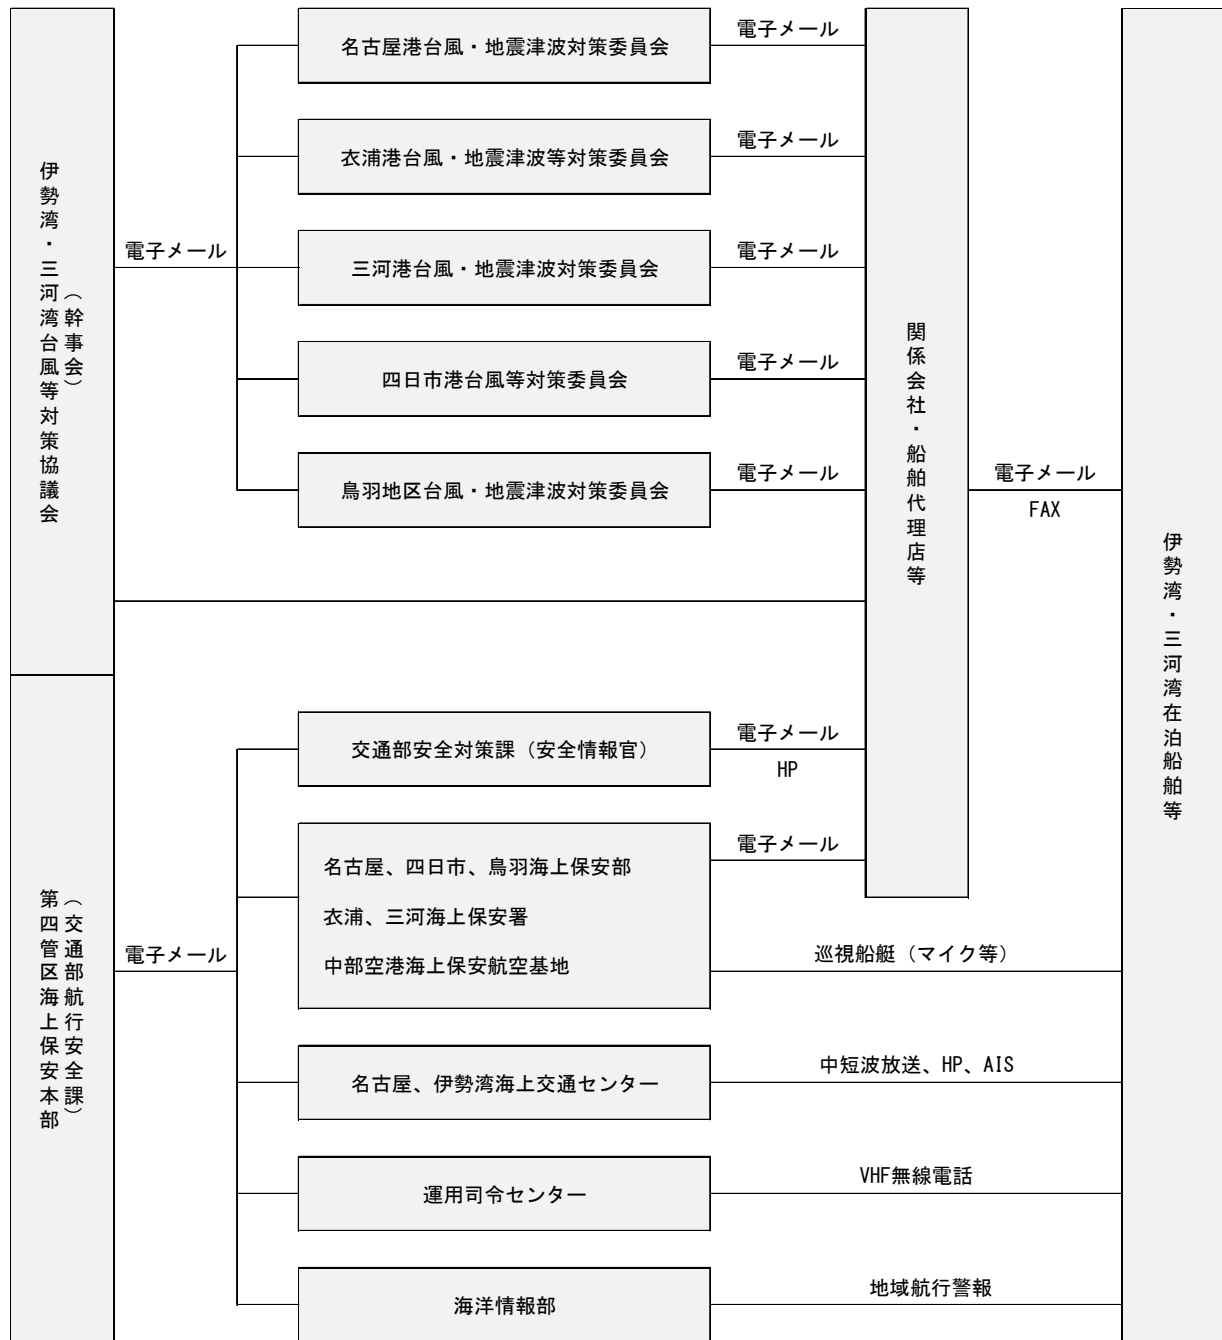 伊勢湾・三河湾台風等対策協議会
（幹事会）
電子メール
名古屋港台風・地震津波対策委員会
電子メール
衣浦港台風・地震津波等対策委員会
電子メール
三河港台風・地震津波対策委員会
電子メール
四日市港台風等対策委員会
電子メール
鳥羽地区台風・地震津波対策委員会
電子メール
関係会社・船舶代理店等
電子メール
FAX
伊勢湾・三河湾在泊船舶等
第四管区海上保安本部
（交通部航行安全課）
電子メール
交通部安全対策課（安全情報官）
電子メール
HP
名古屋、四日市、鳥羽海上保安部
衣浦、三河海上保安署
中部空港海上保安航空基地
電子メール
巡視船艇（マイク等）
名古屋、伊勢湾海上交通センター
中短波放送、HP、AIS
運用司令センター
VHF無線電話
海洋情報部
地域航行警報